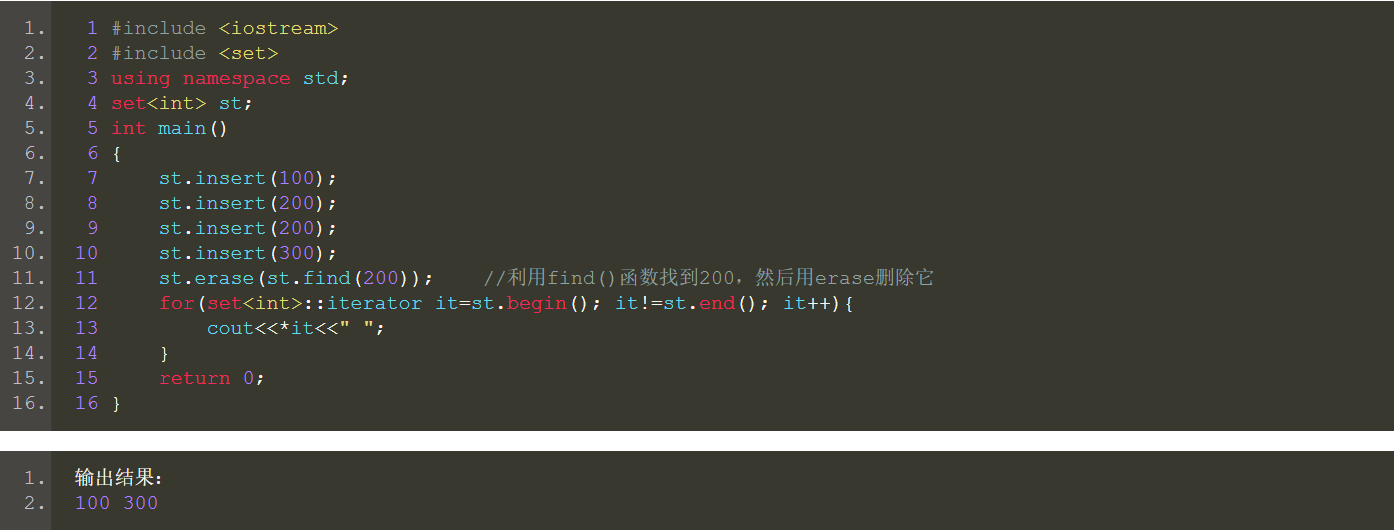 1. 1 #include <iostream>
2. 2 #include <set>
3. 3 using namespace std;
4. 4 set<int> st;
5. 5 int main()
6. 6 {
7. 7     st.insert(100);
8. 8     st.insert(200);
9. 9     st.insert(200);
10. 10     st.insert(300);
11. 11     st.erase(st.find(200));    //利用find()函数找到200，然后用erase删除它
12. 12     for(set<int>::iterator it=st.begin(); it!=st.end(); it++){
13. 13         cout<<*it<<" ";
14. 14     }
15. 15     return 0;
16. 16 }
1. 输出结果：
2. 100 300